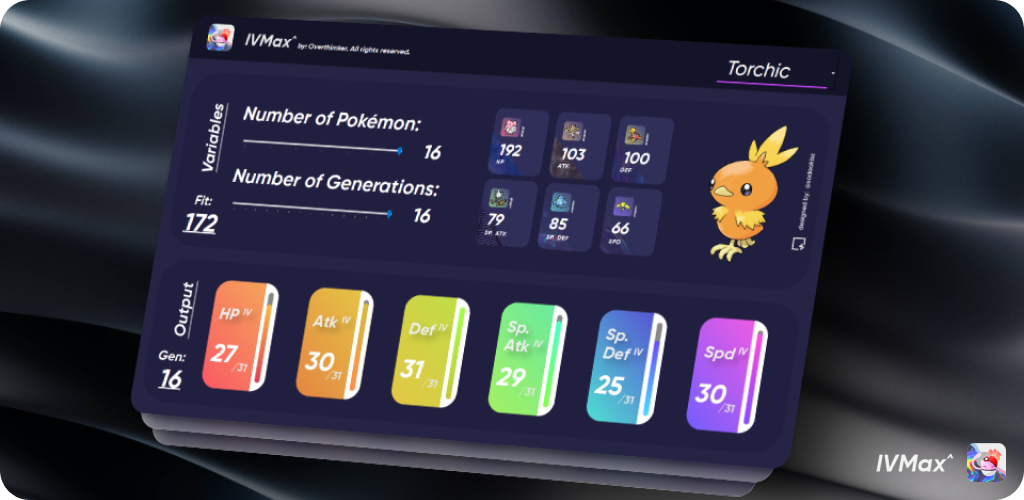 IVMax^ by: Overthinker. All rights reserved.
Torchic
Variables
Number of Pokémon:
16
Number of Generations:
16
Fit:
172
192
HP
103
ATK
100
DEF
79
SP. ATK
85
SP. DEF
66
SPD
Output
Gen:
16
HP IV
27/31
Atk IV
30/31
Def IV
31/31
Sp.
Atk IV
29/31
Sp.
Def IV
25/31
Spd IV
30/31
IVMax^